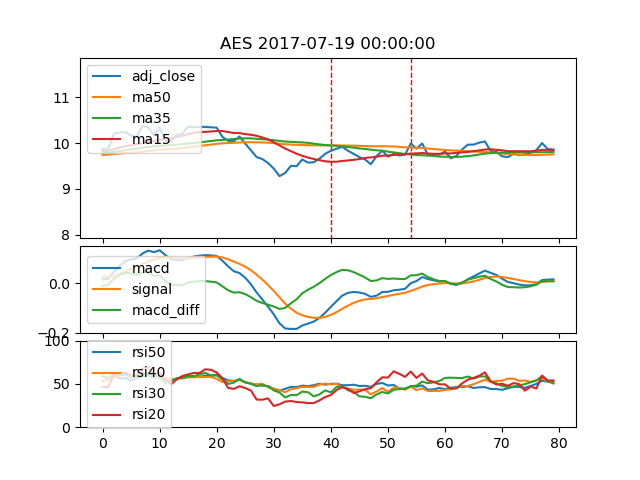 AES 2017-07-19 00:00:00
11
10
9
8
adj_close
ma50
ma35
ma15
0.0
−0.2
macd
signal
macd_diff
100
50
0
rsi50
rsi40
rsi30
rsi20
0 10 20 30 40 50 60 70 80